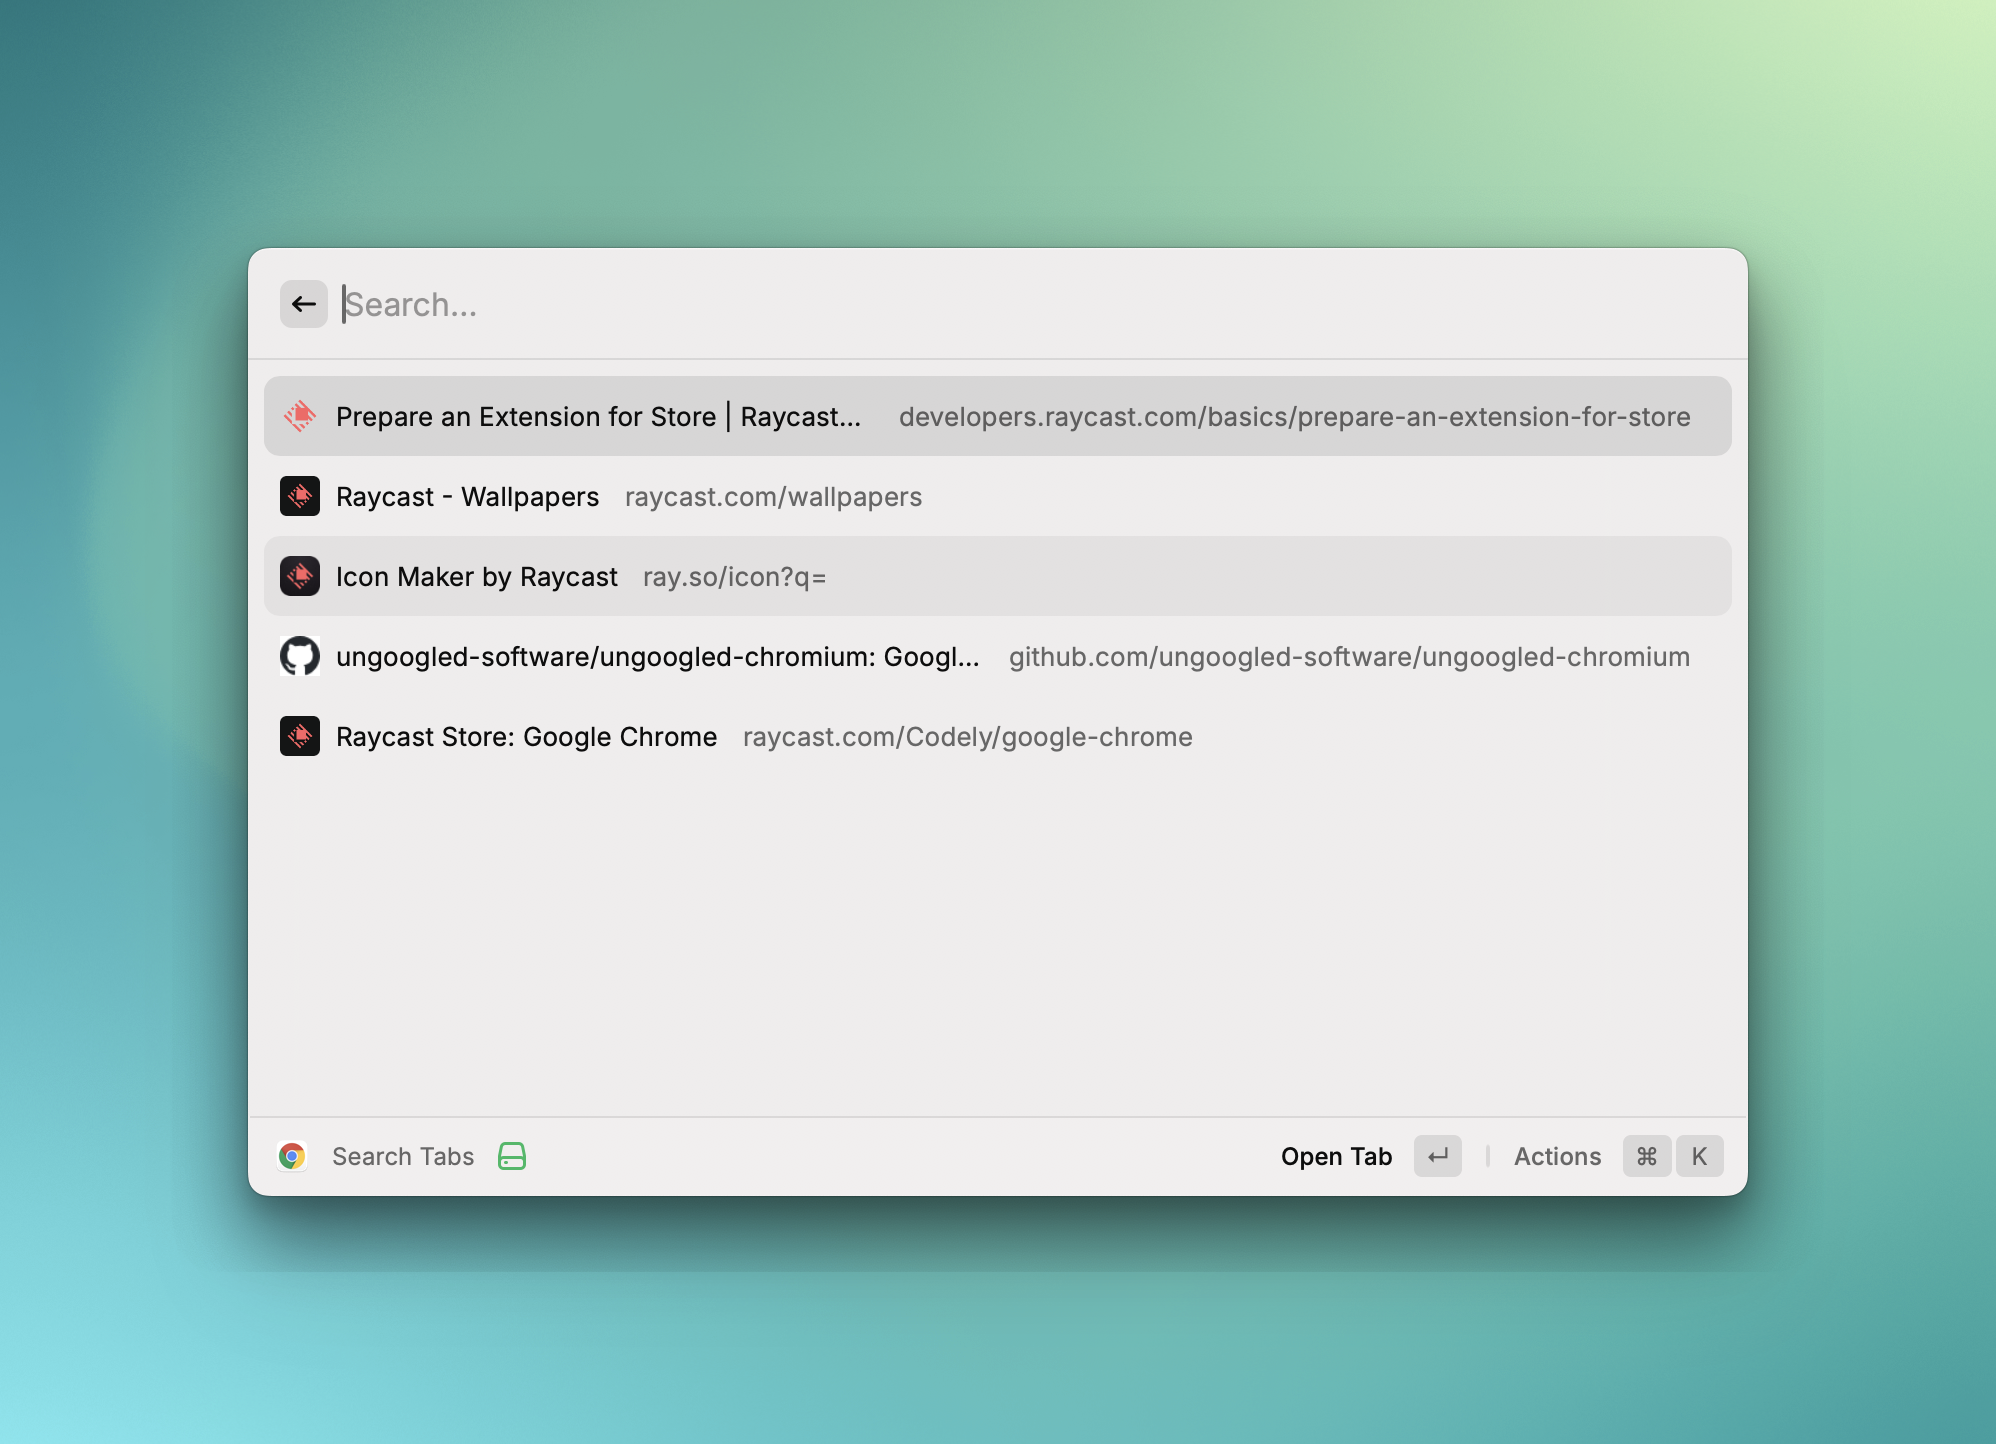 Search...
Prepare an Extension for Store | Raycast... developers.raycast.com/basics/prepare-an-extension-for-store
Raycast - Wallpapers raycast.com/wallpapers
Icon Maker by Raycast ray.so/icon?q=
ungoogled-software/ungoogled-chromium: Googl... github.com/ungoogled-software/ungoogled-chromium
Raycast Store: Google Chrome raycast.com/Codely/google-chrome
Search Tabs Open Tab ↵ Actions ⌘ K